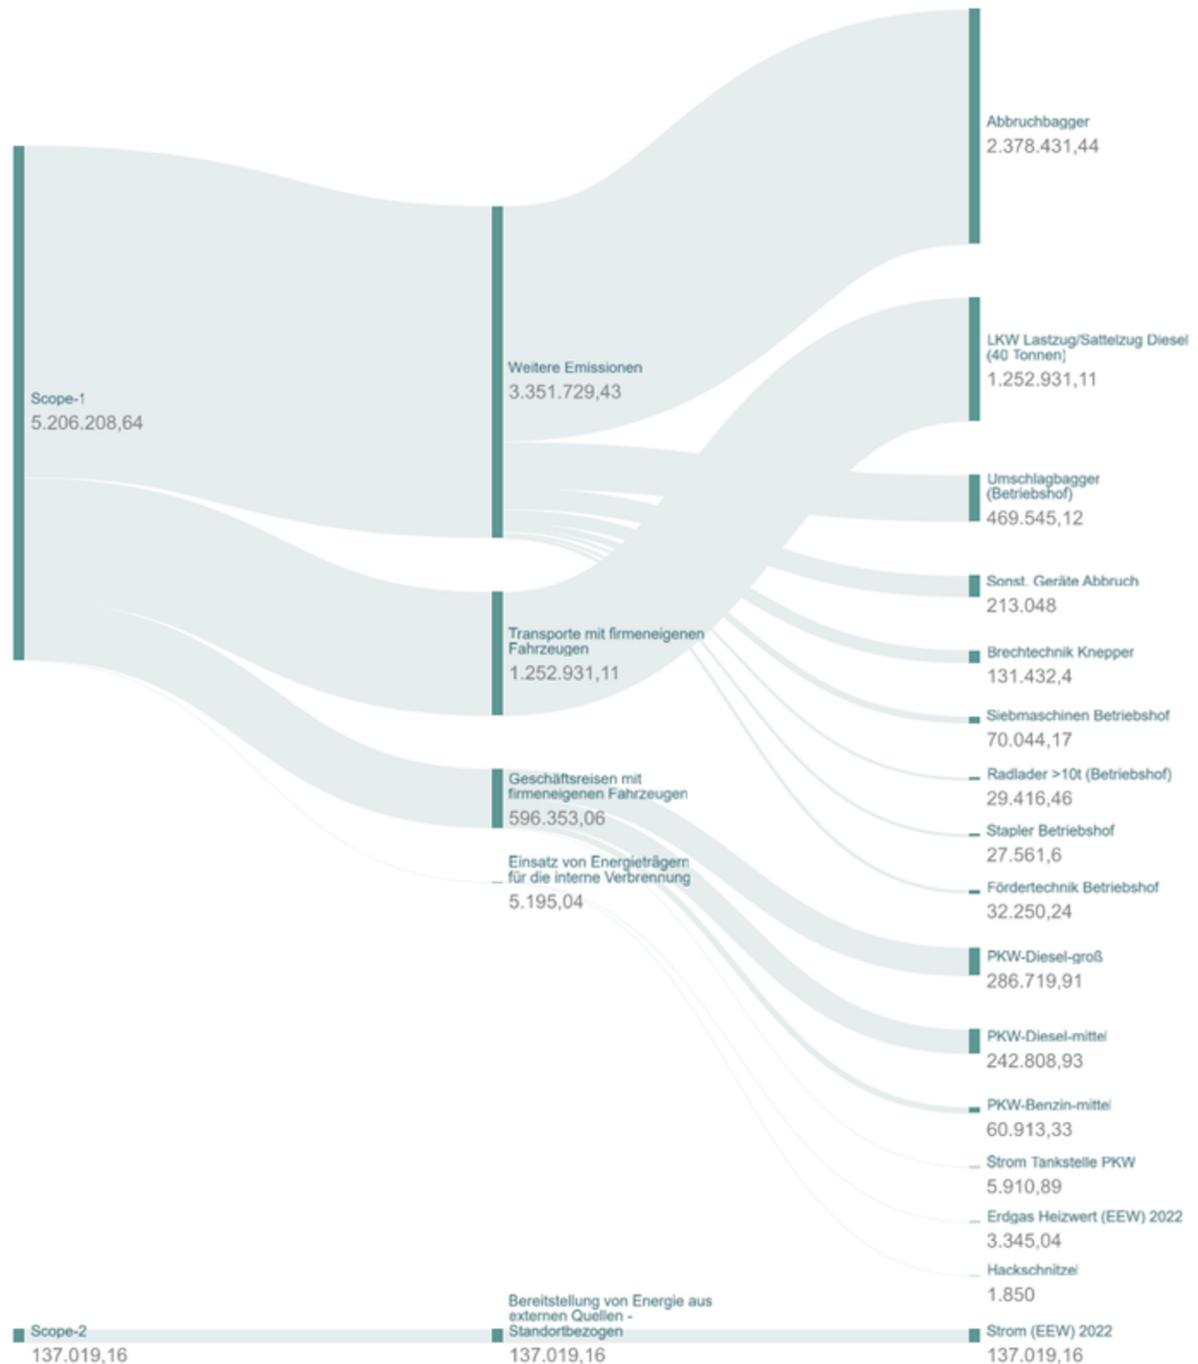 Scope-1
5.206.208,64
Weitere Emissionen
3.351.729,43
Transporte mit firmeneigenen
Fahrzeugen
1.252.931,11
Geschäftsreisen mit
firmeneigenen Fahrzeugen
596.353,06
Einsatz von Energieträgern
für die interne Verbrennung
5.195,04
Abbruchbagger
2.378.431,44
LKW Lastzug/Sattelzug Diesel
(40 Tonnen)
1.252.931,11
Umschlagbagger
(Betriebshof)
469.545,12
Sonst. Geräte Abbruch
213.048
Brechtechnik Knepper
131.432,4
Siebmaschinen Betriebshof
70.044,17
Radlader >10t (Betriebshof)
29.416,46
Stapler Betriebshof
27.561,6
Fördertechnik Betriebshof
32.250,24
PKW-Diesel-groß
286.719,91
PKW-Diesel-mittel
242.808,93
PKW-Benzin-mittel
60.913,33
Strom Tankstelle PKW
5.910,89
Erdgas Heizwert (EEW) 2022
3.345,04
Hackschnitzel
1.850
Scope-2
137.019,16
Bereitstellung von Energie aus
externen Quellen -
Standortbezogen
137.019,16
Strom (EEW) 2022
137.019,16